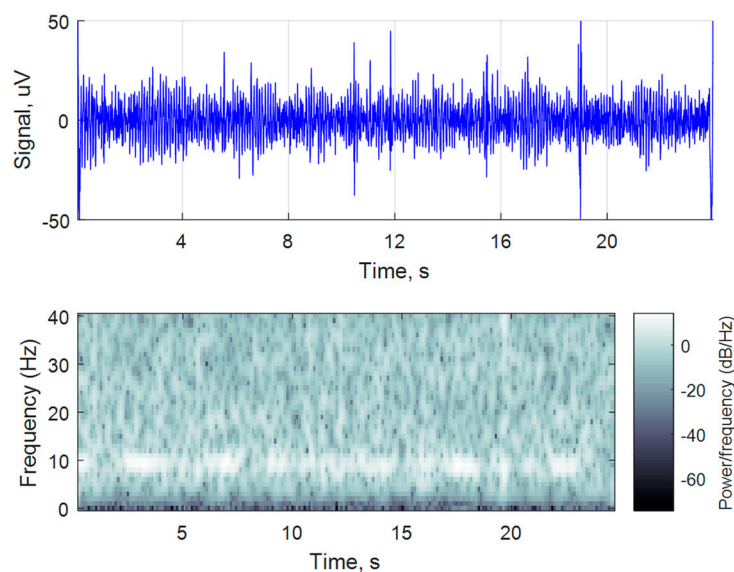 50
0
-50
Signal, uV
4 8 12 16 20
Time, s
40
30
20
10
0
Frequency (Hz)
5 10 15 20
Time, s
0
-20
-40
-60
Power/frequency (dB/Hz)